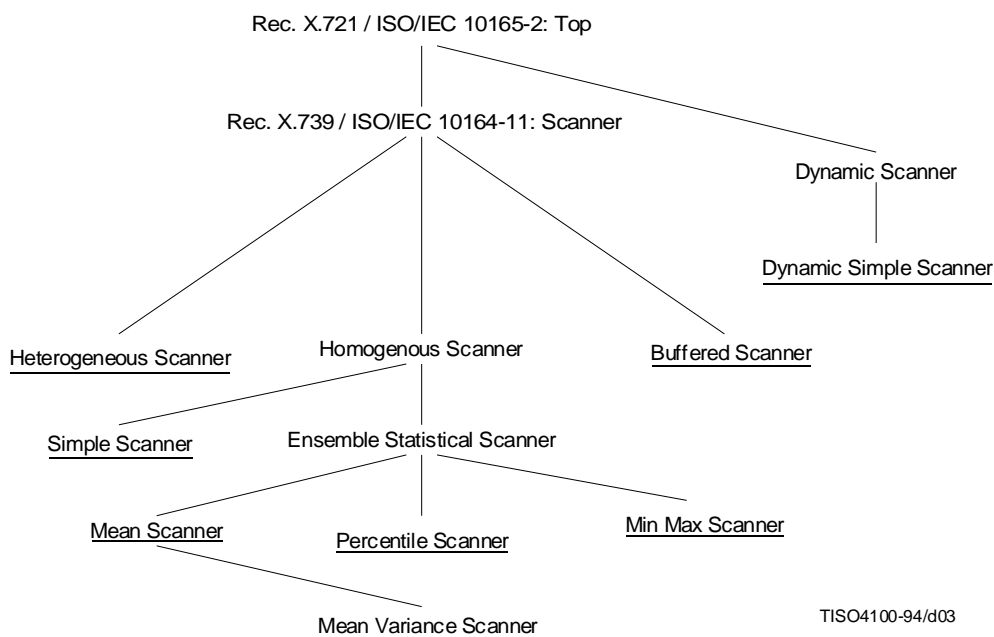 Rec. X.721 / ISO/IEC 10165-2: Top
Rec. X.739 / ISO/IEC 10164-11: Scanner
Dynamic Scanner
Dynamic Simple Scanner
Heterogeneous Scanner
Homogenous Scanner
Buffered Scanner
Simple Scanner
Ensemble Statistical Scanner
Mean Scanner
Percentile Scanner
Min Max Scanner
Mean Variance Scanner
TISO4100-94/d03